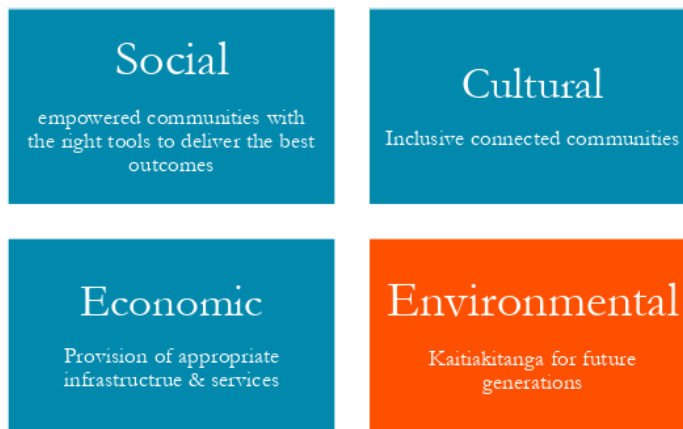 Social
empowered communities with
the right tools to deliver the best
outcomes
Cultural
Inclusive connected communities
Economic
Provision of appropriate
infrastructrue & services
Environmental
Kaitiakitanga for future
generations